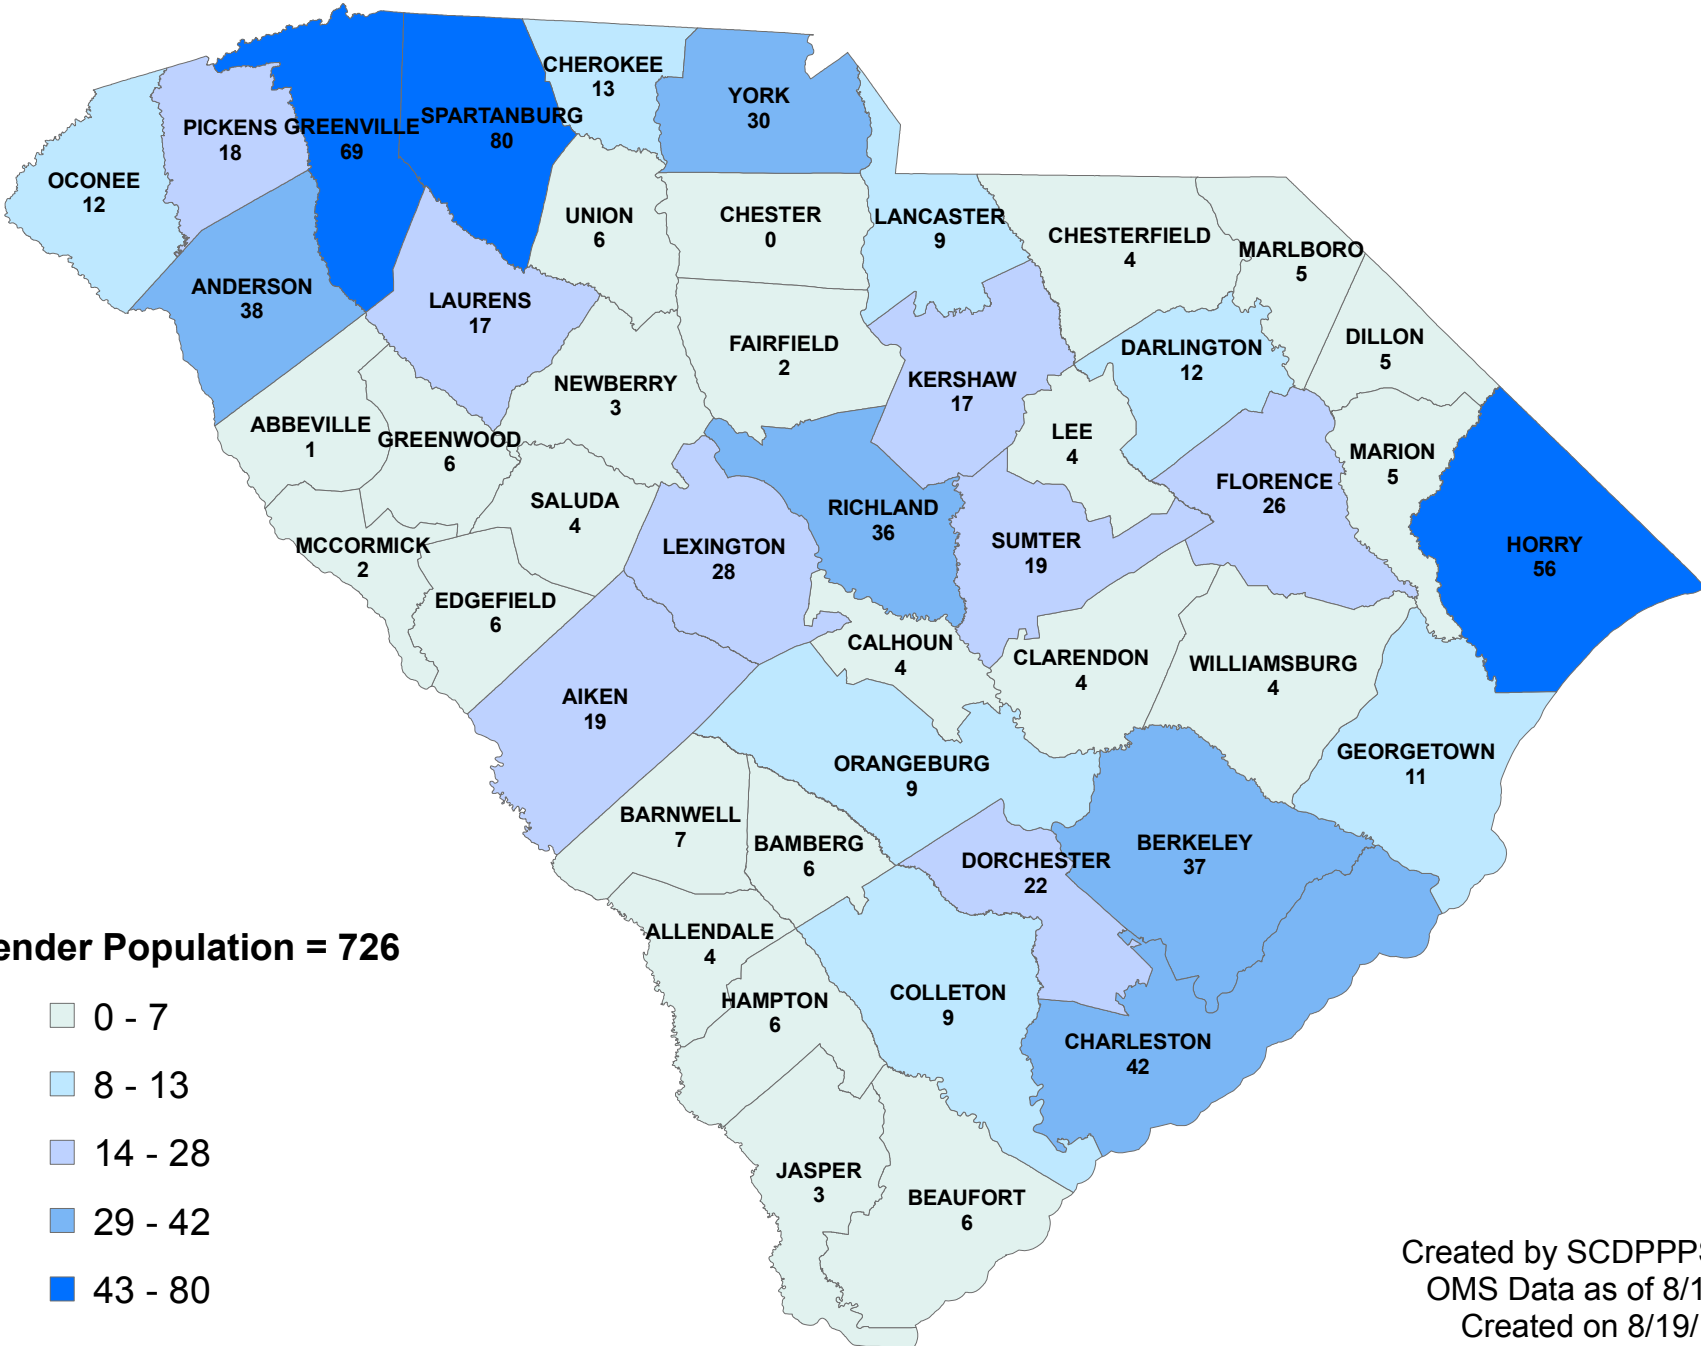 CHEROKEE
13
YORK
30
SPARTANBURG
80
PICKENS
18
GREENVILLE
69
OCONEE
12
UNION
6
CHESTER
0
LANCASTER
9
CHESTERFIELD
4
MARLBORO
5
ANDERSON
38
LAURENS
17
FAIRFIELD
2
DILLON
5
DARLINGTON
12
NEWBERRY
3
KERSHAW
17
ABBEVILLE
1
GREENWOOD
6
LEE
4
MARION
5
SALUDA
4
RICHLAND
36
FLORENCE
26
MCCORMICK
2
LEXINGTON
28
SUMTER
19
HORRY
56
EDGEFIELD
6
CALHOUN
4
CLARENDON
4
WILLIAMSBURG
4
AIKEN
19
ORANGEBURG
9
GEORGETOWN
11
BARNWELL
7
BAMBERG
6
DORCHESTER
22
BERKELEY
37
ALLENDALE
4
HAMPTON
6
COLLETON
9
CHARLESTON
42
JASPER
3
BEAUFORT
6
ender Population = 726
0 - 7
8 - 13
14 - 28
29 - 42
43 - 80
Created by SCDPPP
OMS Data as of 8/1
Created on 8/19/